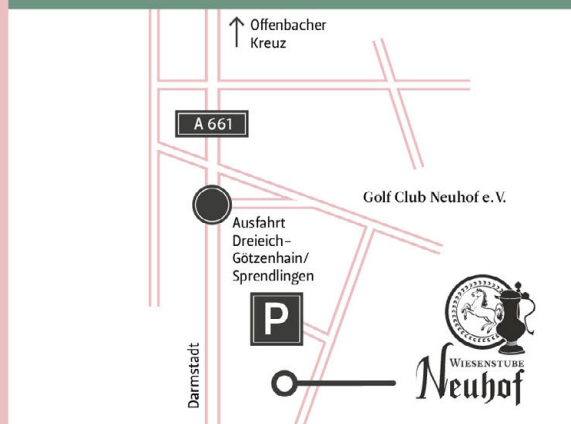 Offenbacher
Kreuz
A 661
Golf Club Neuhof e.V.
Ausfahrt
Dreieich-
Götzenhain/
Sprendlingen
P
Darmstadt
WIESENSTUBE
Neuhof